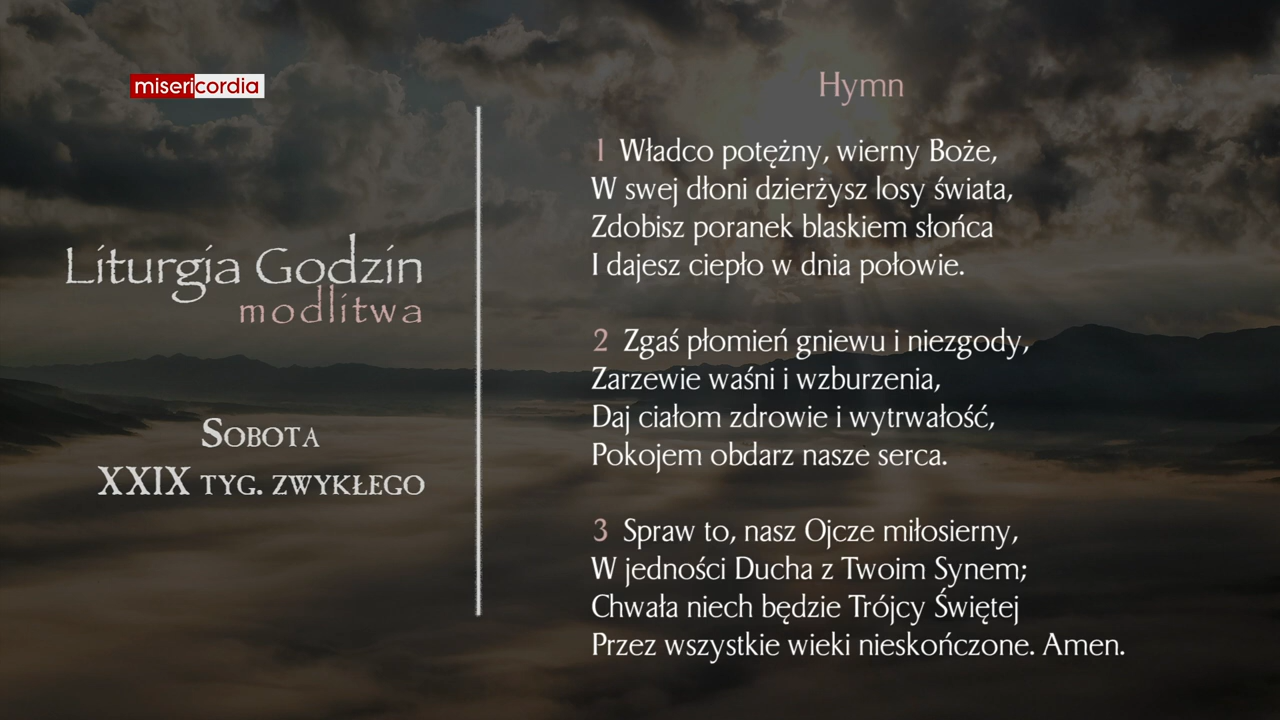 misericordia
Liturgia Godzin
modlitwa
Sobota
XXIX tyg. zwykłego
Hymn
1 Władco potężny, wierny Boże,
W swej dłoni dzierżysz losy świata,
Zdobisz poranek blaskiem słońca
I dajesz ciepło w dnia połowie.
2 Zgaś płomień gniewu i niezgody,
Zarzewie waśni i wzburzenia,
Daj ciałom zdrowie i wytrwałość,
Pokojem obdarz nasze serca.
3 Spraw to, nasz Ojcze miłosierny,
W jedności Ducha z Twoim Synem;
Chwała niech będzie Trójcy Świętej
Przez wszystkie wieki nieskończone. Amen.